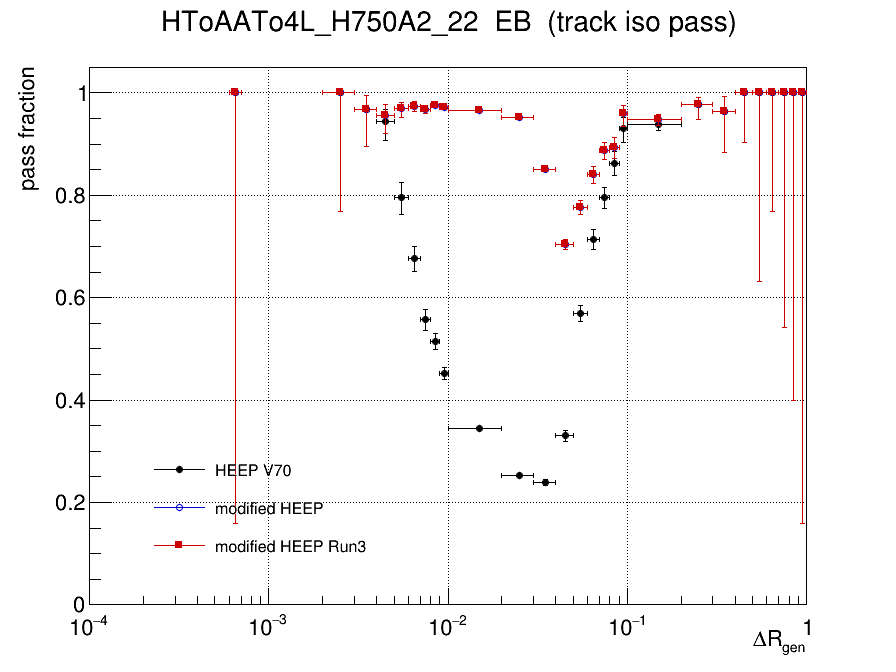 HToAATo4L_H750A2_22 EB (track iso pass)
pass fraction
1
0.8
0.6
0.4
0.2
0
HEEP V70
modified HEEP
modified HEEP Run3
10⁻⁴ 10⁻³ 10⁻² 10⁻¹ 1
ΔR_gen